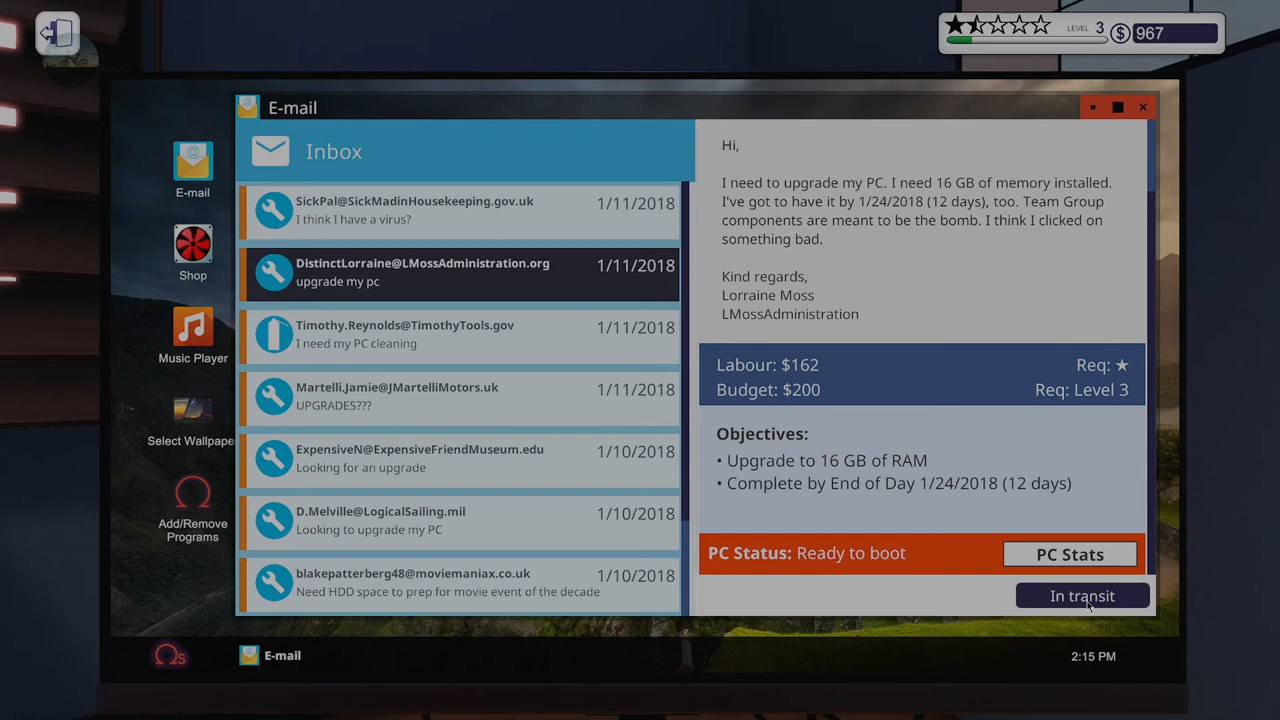 LEVEL 3 $ 967
E-mail
Inbox
E-mail
Shop
Music Player
Select Wallpape
Add/Remove
Programs
SickPal@SickMadinHousekeeping.gov.uk 1/11/2018
I think I have a virus?
DistinctLorraine@LMossAdministration.org 1/11/2018
upgrade my pc
Timothy.Reynolds@TimothyTools.gov 1/11/2018
I need my PC cleaning
Martelli.Jamie@JMartelliMotors.uk 1/11/2018
UPGRADES???
ExpensiveN@ExpensiveFriendMuseum.edu 1/10/2018
Looking for an upgrade
D.Melville@LogicalSailing.mil 1/10/2018
Looking to upgrade my PC
blakepatterberg48@moviemaniax.co.uk 1/10/2018
Need HDD space to prep for movie event of the decade
Hi,
I need to upgrade my PC. I need 16 GB of memory installed.
I've got to have it by 1/24/2018 (12 days), too. Team Group
components are meant to be the bomb. I think I clicked on
something bad.
Kind regards,
Lorraine Moss
LMossAdministration
Labour: $162 Req: ★
Budget: $200 Req: Level 3
Objectives:
• Upgrade to 16 GB of RAM
• Complete by End of Day 1/24/2018 (12 days)
PC Status: Ready to boot PC Stats
In transit
Ωs E-mail 2:15 PM